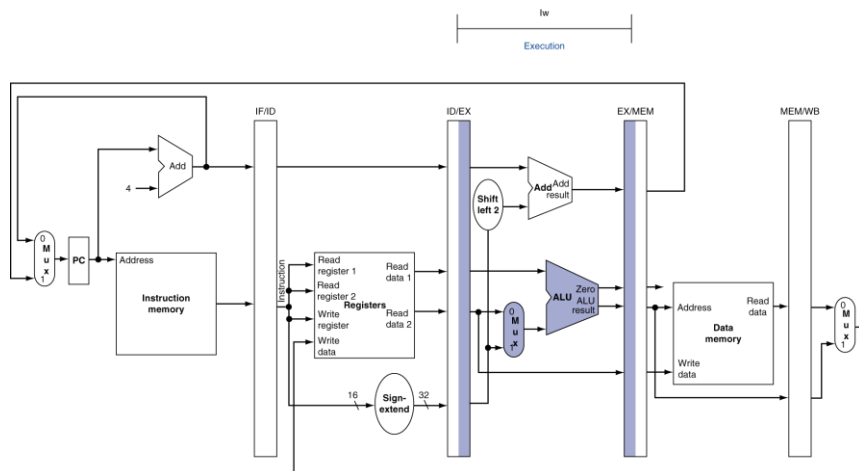 lw
Execution
IF/ID
ID/EX
EX/MEM
MEM/WB
Add
4
Shift
left 2
Add
Add
result
0
M
u
x
1
PC
Address
Instruction
memory
Instruction
Read
register 1
Read
register 2
Write
register
Write
data
Registers
Read
data 1
Read
data 2
0
M
u
x
1
Zero
ALU
ALU
result
Address
Read
data
Data
memory
Write
data
0
M
u
x
1
16
Sign-
extend
32